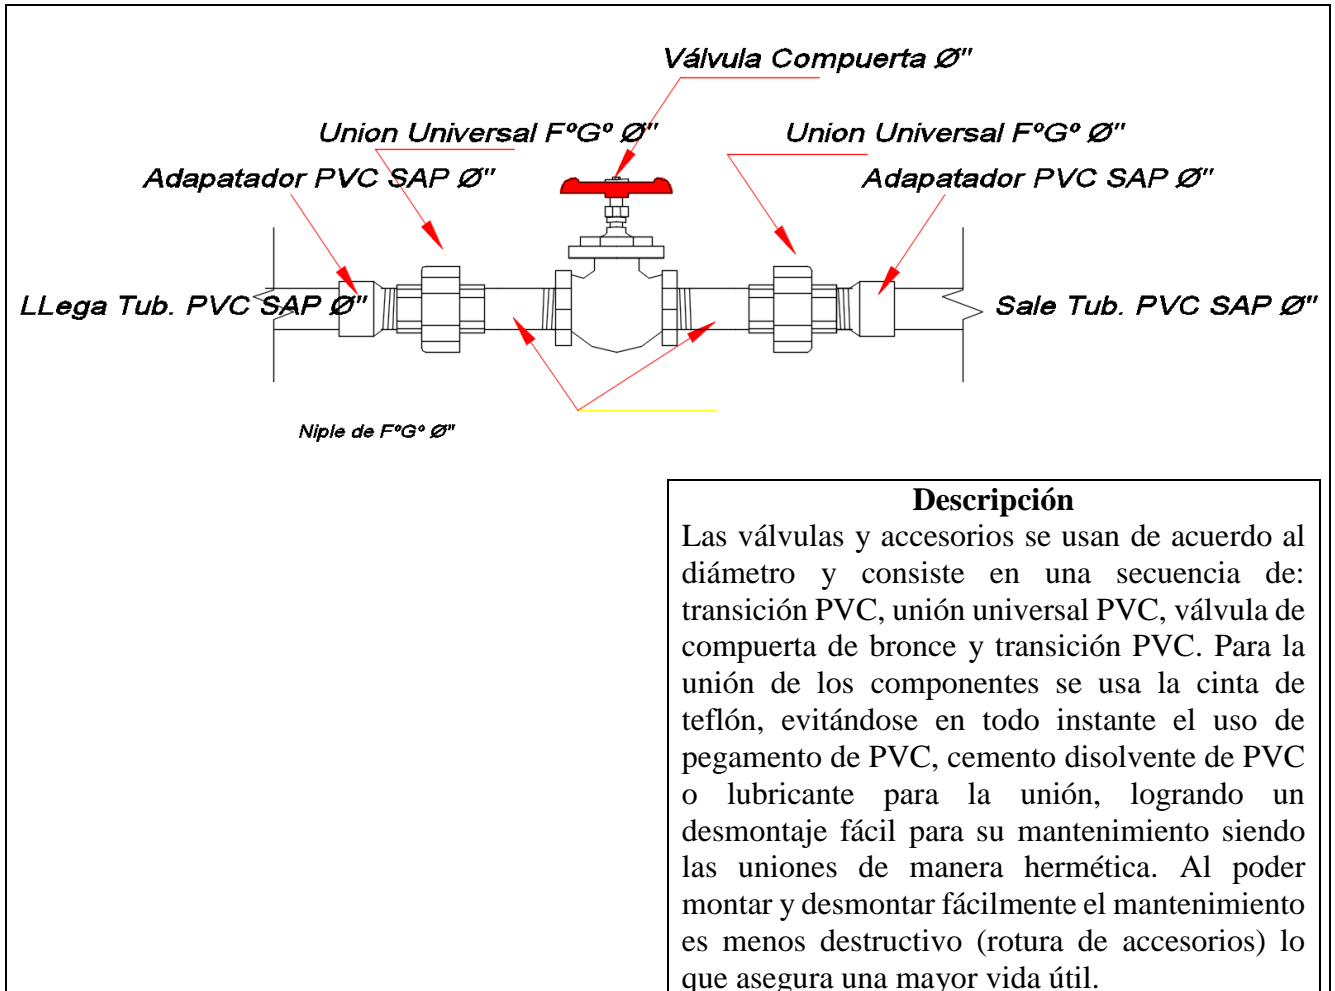 Válvula Compuerta Ø"
Union Universal FºGº Ø"
Union Universal FºGº Ø"
Adapatador PVC SAP Ø"
Adapatador PVC SAP Ø"
LLega Tub. PVC SAP Ø"
Sale Tub. PVC SAP Ø"
Niple de FºGº Ø"
Descripción
Las válvulas y accesorios se usan de acuerdo al
diámetro y consiste en una secuencia de:
transición PVC, unión universal PVC, válvula de
compuerta de bronce y transición PVC. Para la
unión de los componentes se usa la cinta de
teflón, evitándose en todo instante el uso de
pegamento de PVC, cemento disolvente de PVC
o lubricante para la unión, logrando un
desmontaje fácil para su mantenimiento siendo
las uniones de manera hermética. Al poder
montar y desmontar fácilmente el mantenimiento
es menos destructivo (rotura de accesorios) lo
que asegura una mayor vida útil.